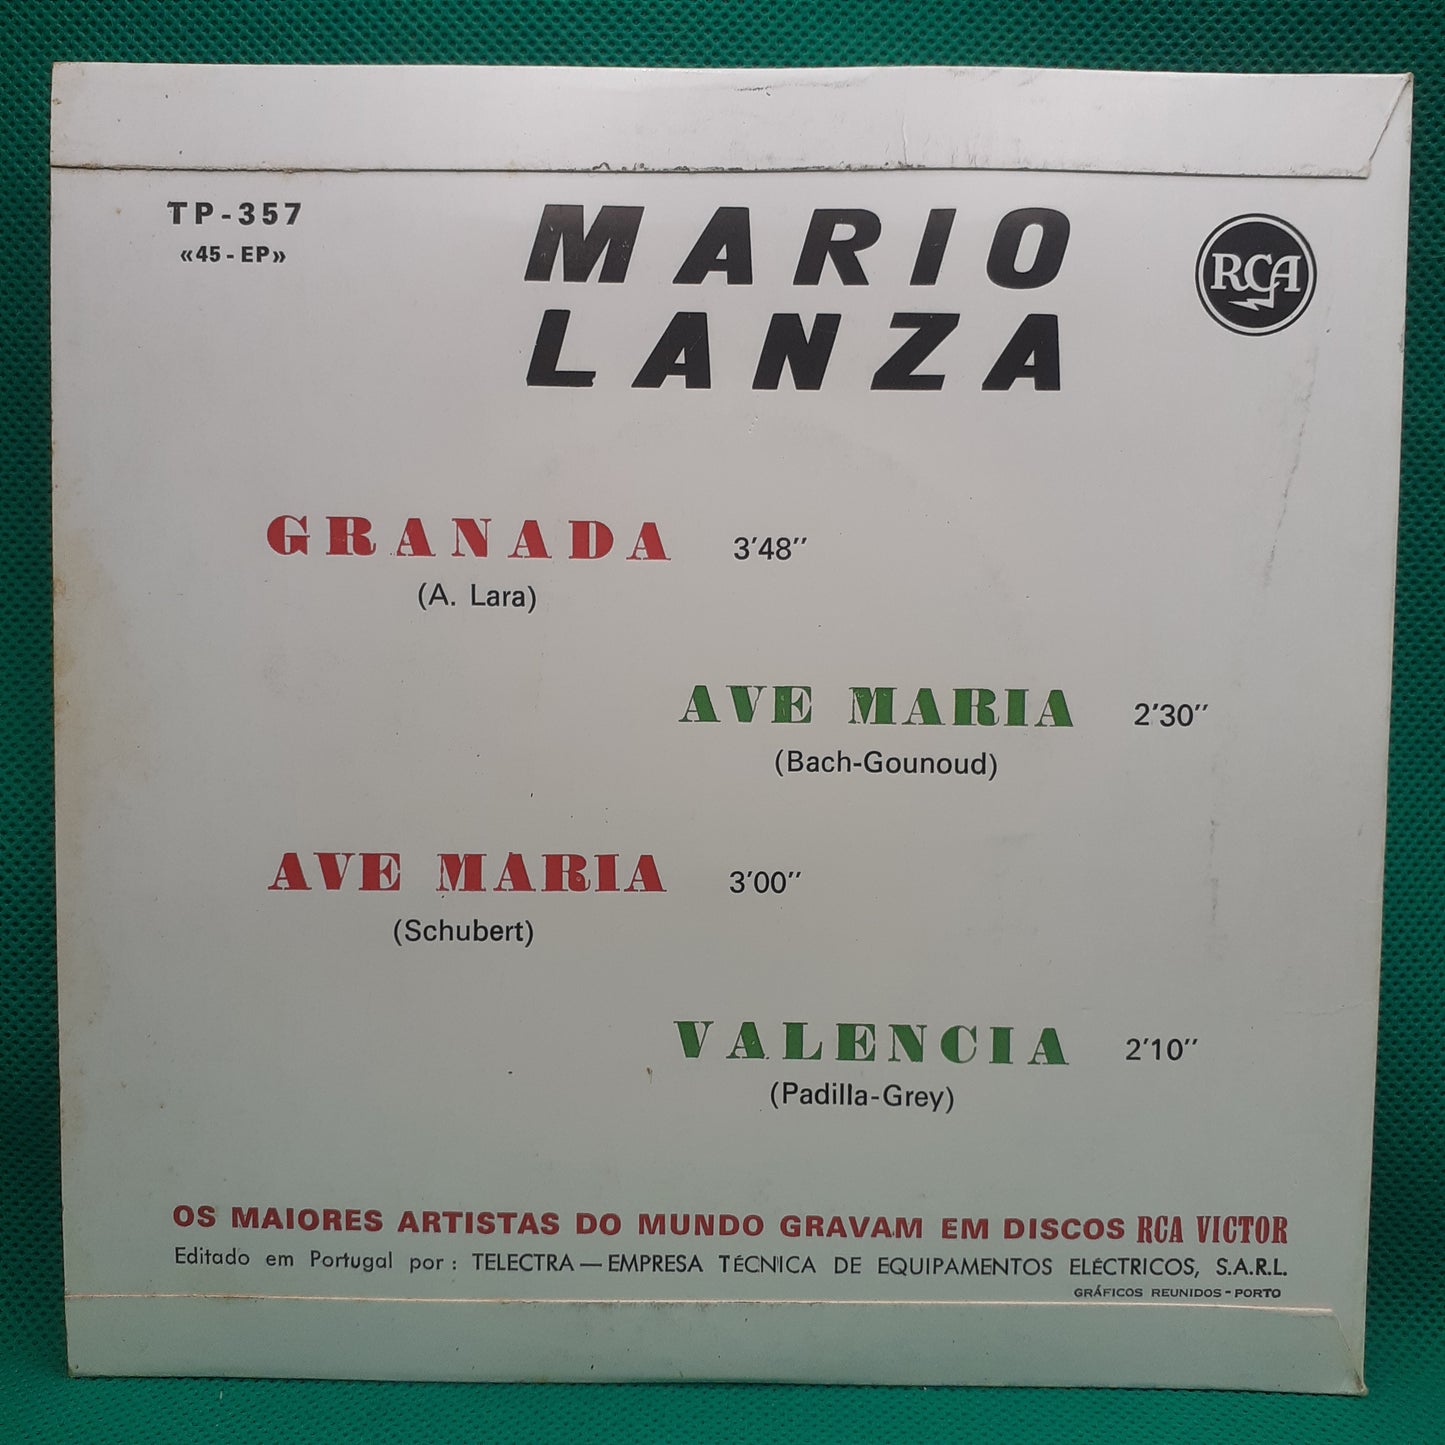 TP-357
«45-EP»
MARIO
LANZA
RCA
GRANADA 3'48''
(A. Lara)
AVE MARIA 2'30''
(Bach-Gounoud)
AVE MARIA 3'00''
(Schubert)
VALENCIA 2'10''
(Padilla-Grey)
OS MAIORES ARTISTAS DO MUNDO GRAVAM EM DISCOS RCA VICTOR
Editado em Portugal por: TELECTRA — EMPRESA TÉCNICA DE EQUIPAMENTOS ELÉCTRICOS, S.A.R.L.
GRÁFICOS REUNIDOS - PORTO